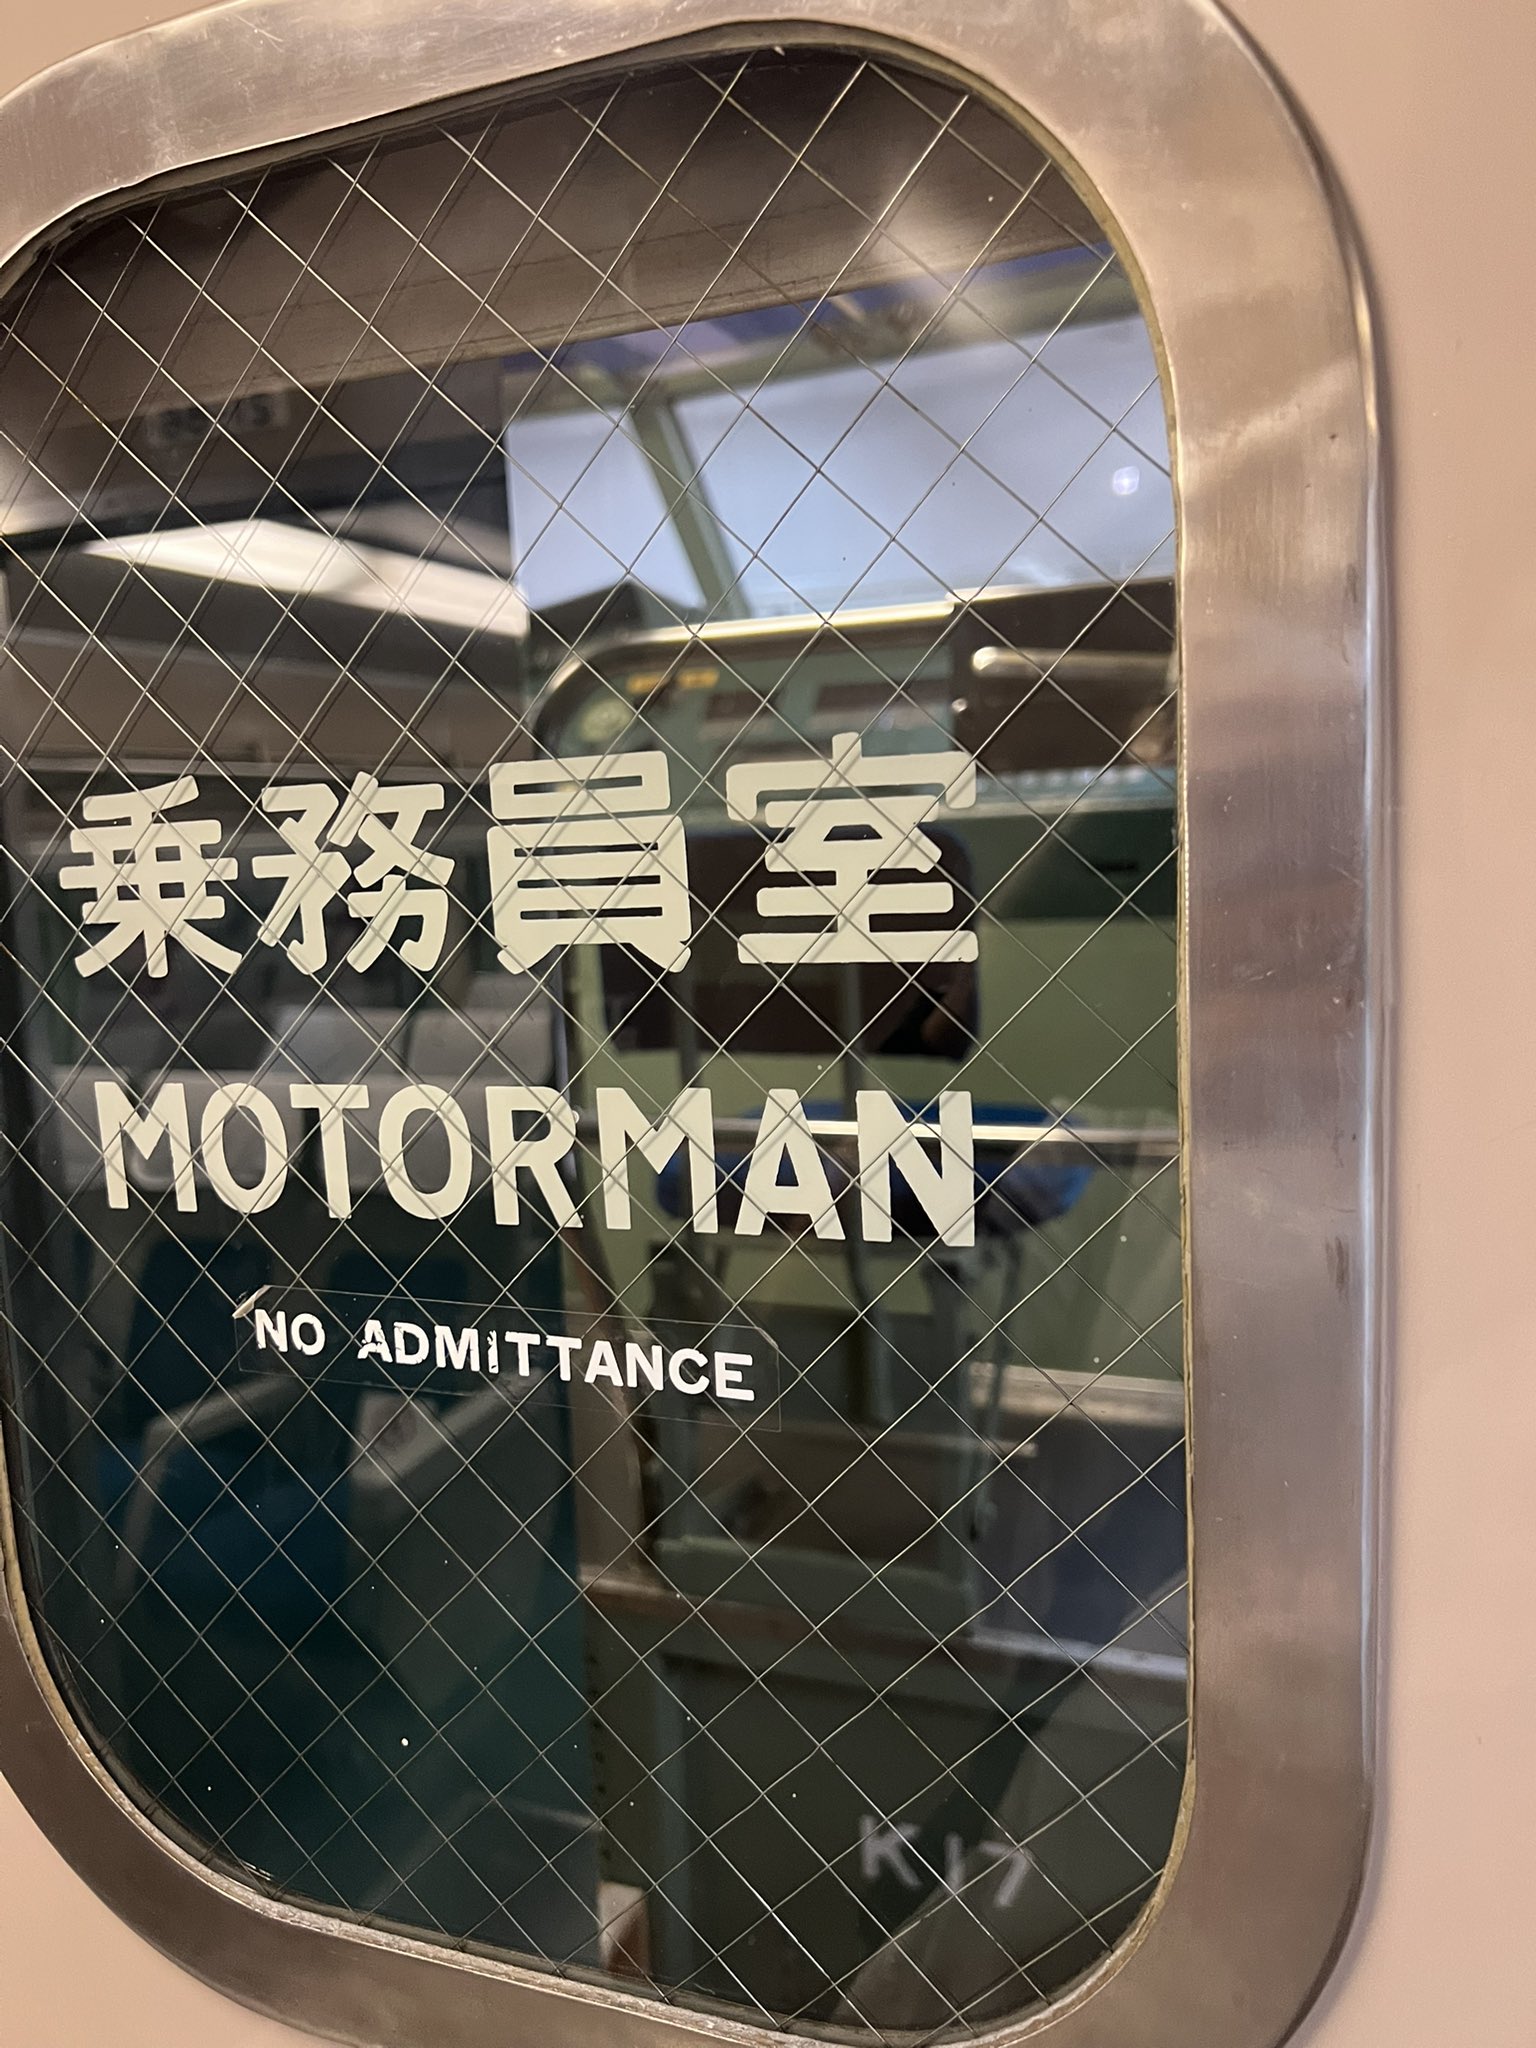 乗務員室
MOTORMAN
NO ADMITTANCE
K17